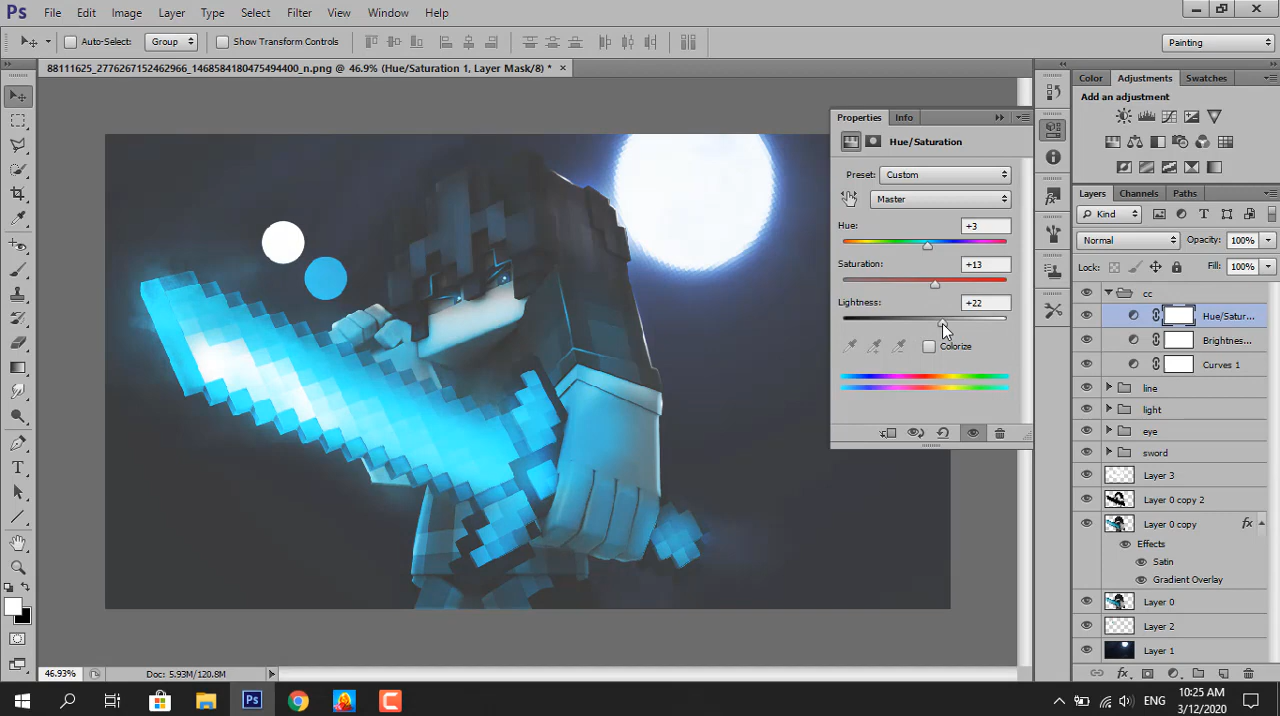 Ps File Edit Image Layer Type Select Filter View Window Help
Auto-Select: Group Show Transform Controls Painting
88111625_2776267152462966_1468584180475494400_n.png @ 46.9% (Hue/Saturation 1, Layer Mask/8) * ×
Color Adjustments Swatches
Add an adjustment
Properties Info
Hue/Saturation
Preset: Custom
Master
Hue: +3
Saturation: +13
Lightness: +22
Colorize
Layers Channels Paths
Kind
Normal Opacity: 100%
Lock: Fill: 100%
cc
Hue/Satur...
Brightnes...
Curves 1
line
light
eye
sword
Layer 3
Layer 0 copy 2
Layer 0 copy fx
Effects
Satin
Gradient Overlay
Layer 0
Layer 2
Layer 1
46.93% Doc: 5.93M/120.8M
Ps ENG 10:25 AM
3/12/2020